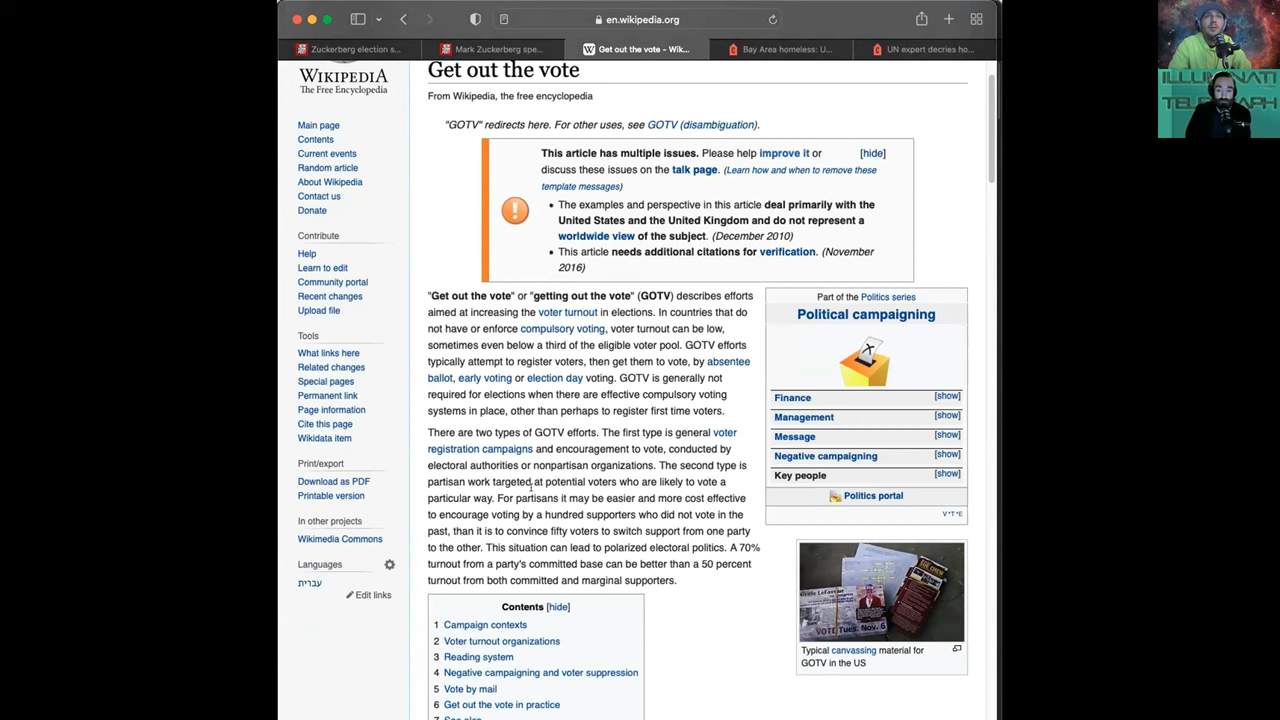 en.wikipedia.org
Zuckerberg election s...
Mark Zuckerberg spe...
Get out the vote - Wik...
Bay Area homeless: U...
UN expert decries ho...
ILLUMINATI
WIKIPEDIA
The Free Encyclopedia
Main page
Contents
Current events
Random article
About Wikipedia
Contact us
Donate
Contribute
Help
Learn to edit
Community portal
Recent changes
Upload file
Tools
What links here
Related changes
Special pages
Permanent link
Page information
Cite this page
Wikidata item
Print/export
Download as PDF
Printable version
In other projects
Wikimedia Commons
Languages
עברית
Edit links
Get out the vote
From Wikipedia, the free encyclopedia
"GOTV" redirects here. For other uses, see GOTV (disambiguation).
This article has multiple issues. Please help improve it or [hide]
discuss these issues on the talk page. (Learn how and when to remove these
template messages)
• The examples and perspective in this article deal primarily with the
United States and the United Kingdom and do not represent a
worldwide view of the subject. (December 2010)
• This article needs additional citations for verification. (November
2016)
"Get out the vote" or "getting out the vote" (GOTV) describes efforts
aimed at increasing the voter turnout in elections. In countries that do
not have or enforce compulsory voting, voter turnout can be low,
sometimes even below a third of the eligible voter pool. GOTV efforts
typically attempt to register voters, then get them to vote, by absentee
ballot, early voting or election day voting. GOTV is generally not
required for elections when there are effective compulsory voting
systems in place, other than perhaps to register first time voters.
There are two types of GOTV efforts. The first type is general voter
registration campaigns and encouragement to vote, conducted by
electoral authorities or nonpartisan organizations. The second type is
partisan work targeted at potential voters who are likely to vote a
particular way. For partisans it may be easier and more cost effective
to encourage voting by a hundred supporters who did not vote in the
past, than it is to convince fifty voters to switch support from one party
to the other. This situation can lead to polarized electoral politics. A 70%
turnout from a party's committed base can be better than a 50 percent
turnout from both committed and marginal supporters.
Contents [hide]
1 Campaign contexts
2 Voter turnout organizations
3 Reading system
4 Negative campaigning and voter suppression
5 Vote by mail
6 Get out the vote in practice
7 See also
Part of the Politics series
Political campaigning
Finance [show]
Management [show]
Message [show]
Negative campaigning [show]
Key people [show]
Politics portal
V·T·E
VOTE Tues. Nov. 6
Typical canvassing material for
GOTV in the US